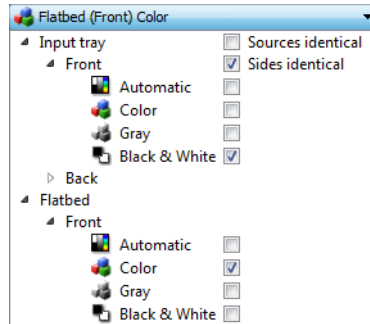 Flatbed (Front) Color
Input tray Sources identical
Front Sides identical
Automatic
Color
Gray
Black & White
Back
Flatbed
Front
Automatic
Color
Gray
Black & White